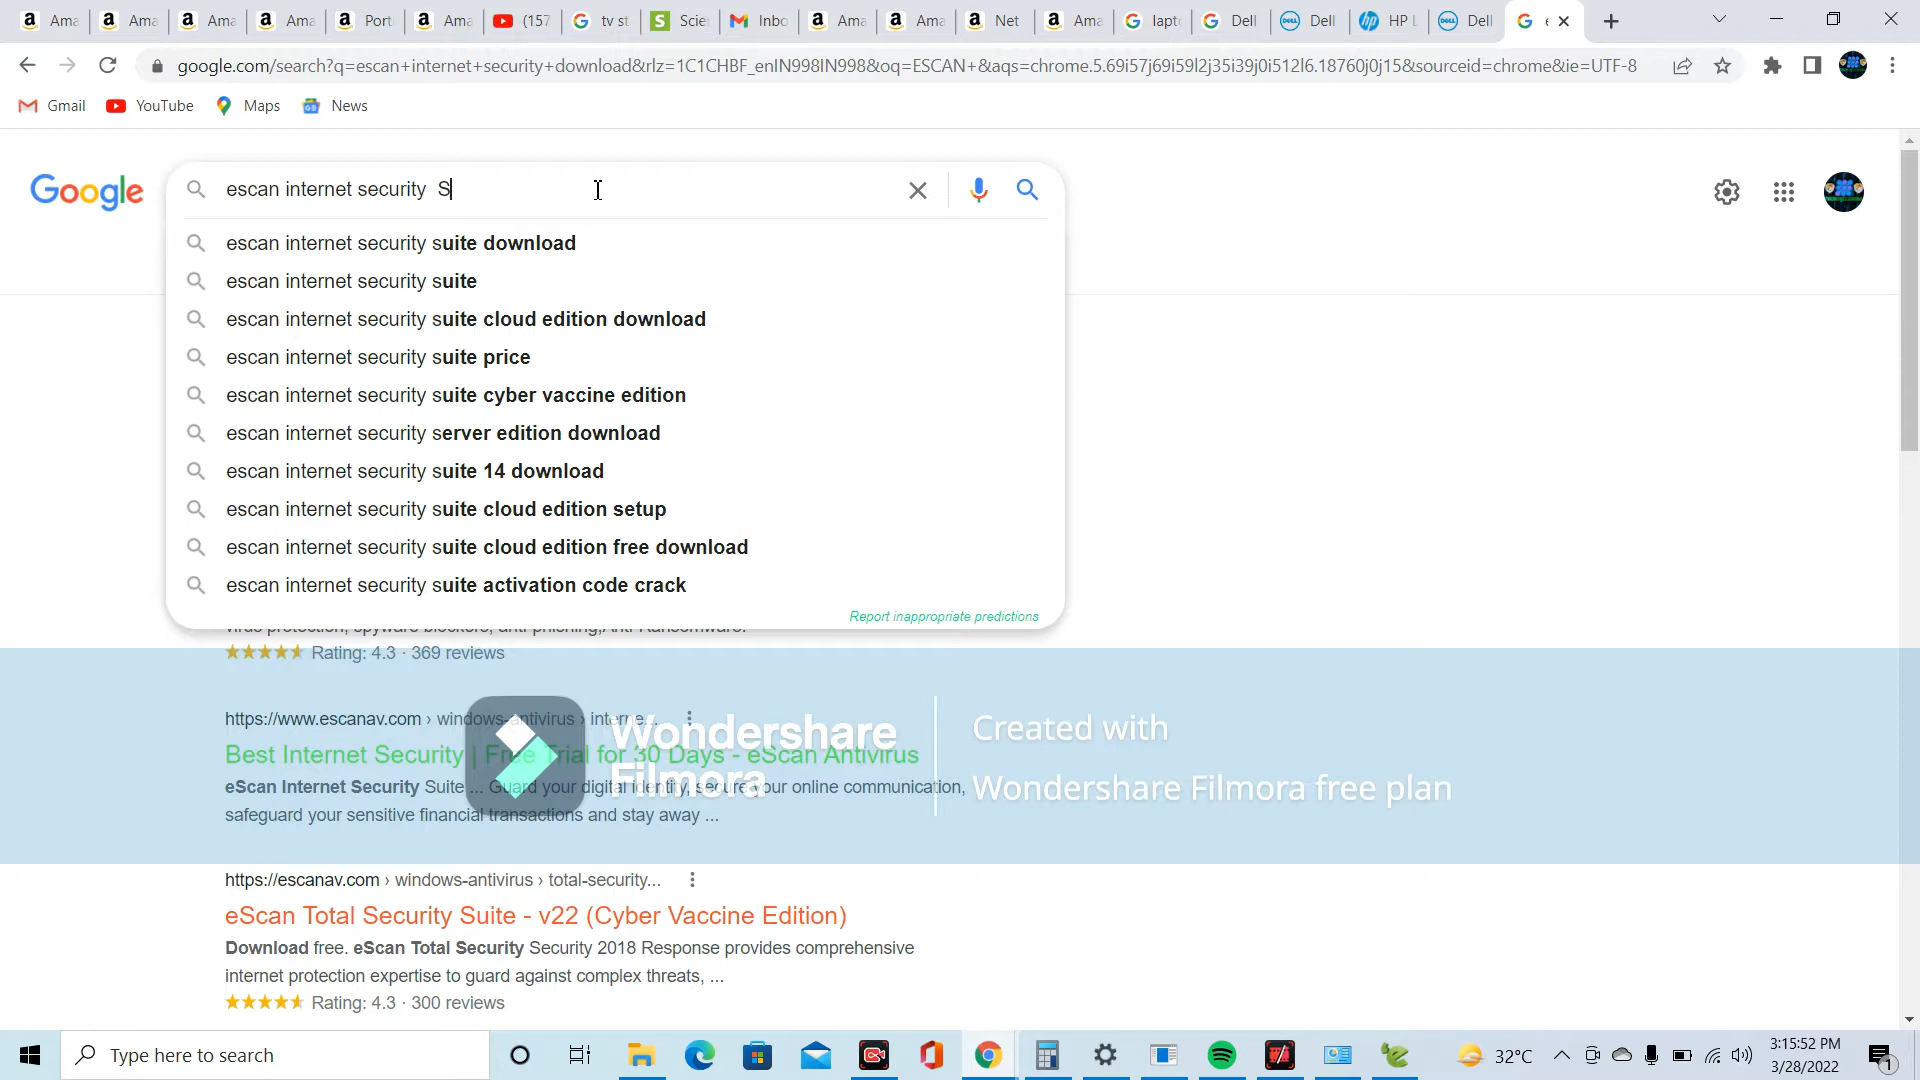 Ama Ama Ama Ama Port Ama (157 tv st Scie Inbo Ama Ama Net Ama lapt Dell Dell HP L Dell e
google.com/search?q=escan+internet+security+download&rlz=1C1CHBF_enIN998IN998&oq=ESCAN+&aqs=chrome.5.69i57j69i59l2j35i39j0i512l6.18760j0j15&sourceid=chrome&ie=UTF-8
Gmail YouTube Maps News
Google
escan internet security  S
escan internet security suite download
escan internet security suite
escan internet security suite cloud edition download
escan internet security suite price
escan internet security suite cyber vaccine edition
escan internet security server edition download
escan internet security suite 14 download
escan internet security suite cloud edition setup
escan internet security suite cloud edition free download
escan internet security suite activation code crack
Report inappropriate predictions
virus protection, spyware blockers, anti-phishing,Anti-Ransomware.
Rating: 4.3 · 369 reviews
https://www.escanav.com › windows-antivirus › interne...
Best Internet Security | Free Trial for 30 Days - eScan Antivirus
eScan Internet Security Suite ... Guard your digital identity, secure your online communication,
safeguard your sensitive financial transactions and stay away ...
Wondershare
Filmora
Created with
Wondershare Filmora free plan
https://escanav.com › windows-antivirus › total-security...
eScan Total Security Suite - v22 (Cyber Vaccine Edition)
Download free. eScan Total Security Security 2018 Response provides comprehensive
internet protection expertise to guard against complex threats, ...
Rating: 4.3 · 300 reviews
Type here to search
32°C
3:15:52 PM
3/28/2022
1